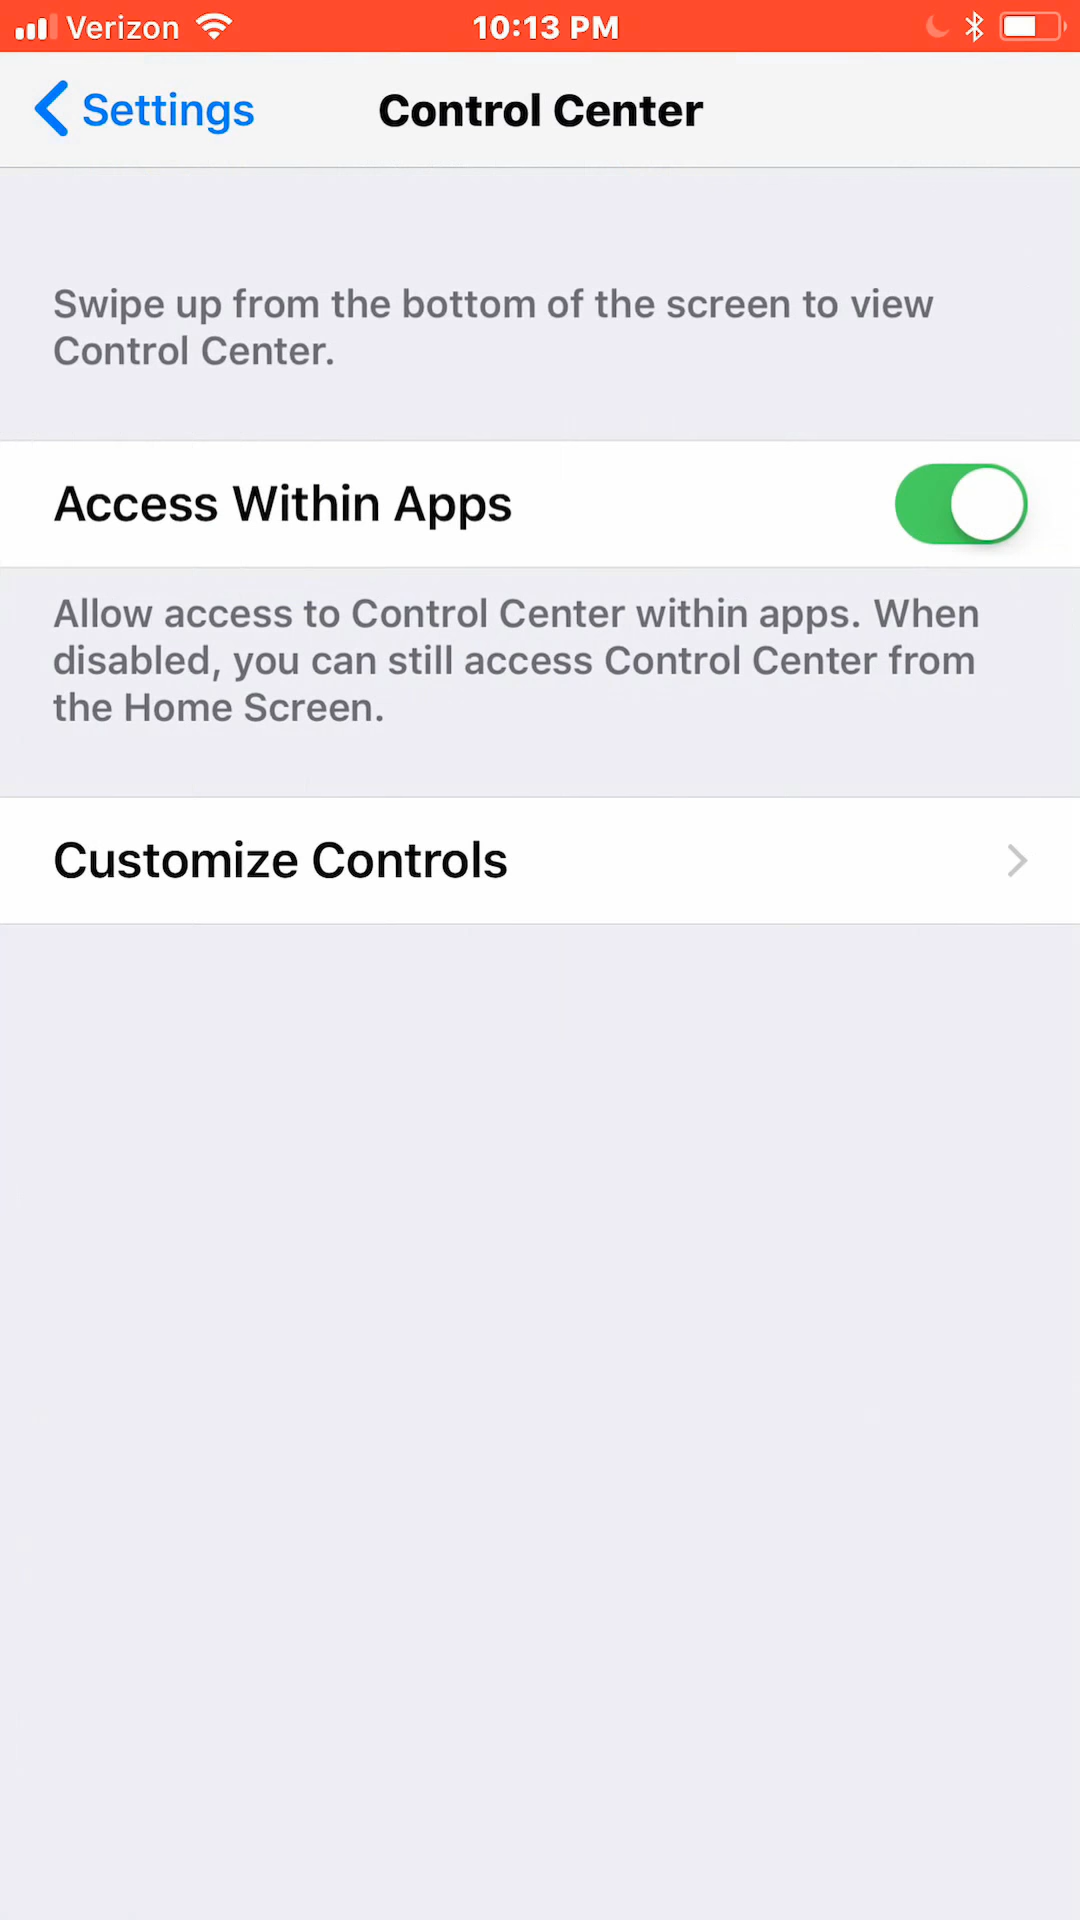 Verizon 10:13 PM
Settings Control Center
Swipe up from the bottom of the screen to view
Control Center.
Access Within Apps
Allow access to Control Center within apps. When
disabled, you can still access Control Center from
the Home Screen.
Customize Controls